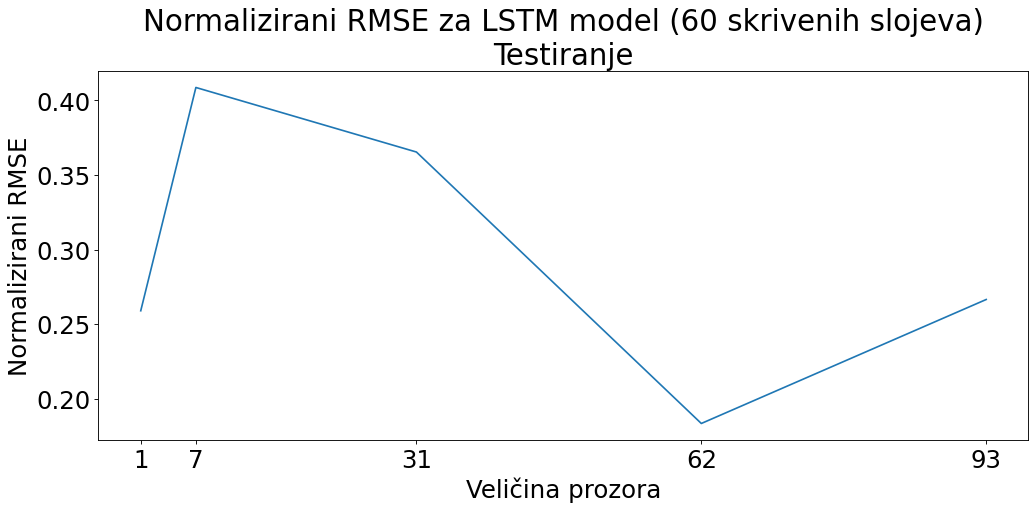 Normalizirani RMSE za LSTM model (60 skrivenih slojeva)
Testiranje
Normalizirani RMSE
0.40
0.35
0.30
0.25
0.20
1 7 31 62 93
Veličina prozora